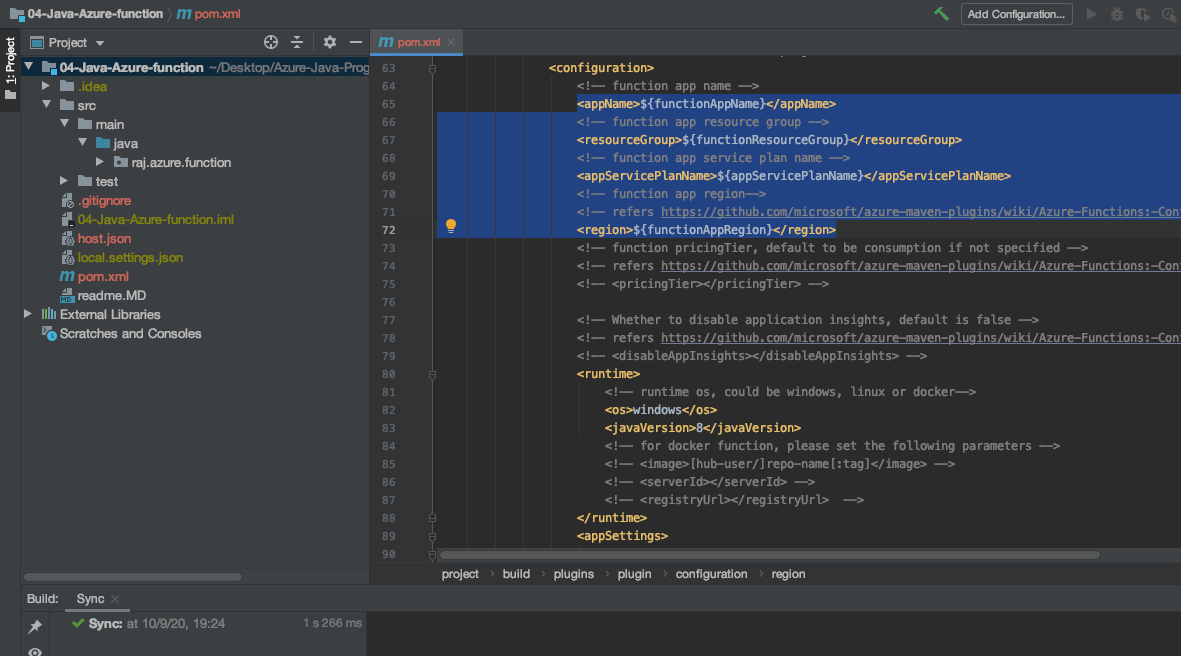 04-Java-Azure-function
pom.xml
Add Configuration...
1: Project
Project
04-Java-Azure-function ~/Desktop/Azure-Java-Prog
.idea
src
main
java
raj.azure.function
test
.gitignore
04-Java-Azure-function.iml
host.json
local.settings.json
pom.xml
readme.MD
External Libraries
Scratches and Consoles
pom.xml
63 <configuration>
64 <!-- function app name -->
65 <appName>${functionAppName}</appName>
66 <!-- function app resource group -->
67 <resourceGroup>${functionResourceGroup}</resourceGroup>
68 <!-- function app service plan name -->
69 <appServicePlanName>${appServicePlanName}</appServicePlanName>
70 <!-- function app region-->
71 <!-- refers https://github.com/microsoft/azure-maven-plugins/wiki/Azure-Functions:-Con
72 <region>${functionAppRegion}</region>
73 <!-- function pricingTier, default to be consumption if not specified -->
74 <!-- refers https://github.com/microsoft/azure-maven-plugins/wiki/Azure-Functions:-Con
75 <!-- <pricingTier></pricingTier> -->
76
77 <!-- Whether to disable application insights, default is false -->
78 <!-- refers https://github.com/microsoft/azure-maven-plugins/wiki/Azure-Functions:-Con
79 <!-- <disableAppInsights></disableAppInsights> -->
80 <runtime>
81 <!-- runtime os, could be windows, linux or docker-->
82 <os>windows</os>
83 <javaVersion>8</javaVersion>
84 <!-- for docker function, please set the following parameters -->
85 <!-- <image>[hub-user/]repo-name[:tag]</image> -->
86 <!-- <serverId></serverId> -->
87 <!-- <registryUrl></registryUrl>  -->
88 </runtime>
89 <appSettings>
90
project > build > plugins > plugin > configuration > region
Build: Sync
Sync: at 10/9/20, 19:24 1 s 266 ms